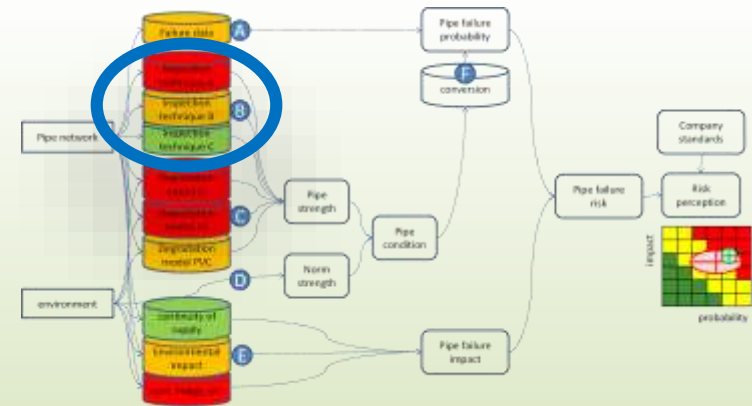 Failure data
A
Pipe failure
probability
F
conversion
Inspection
technique B
B
Inspection
technique C
Pipe network
Company
standards
Pipe
strength
Pipe failure
risk
Risk
perception
C
Pipe
condition
Degradation
model PVC
D
Norm
strength
impact
environment
probability
continuity of
supply
Environmental
impact
E
Pipe failure
impact